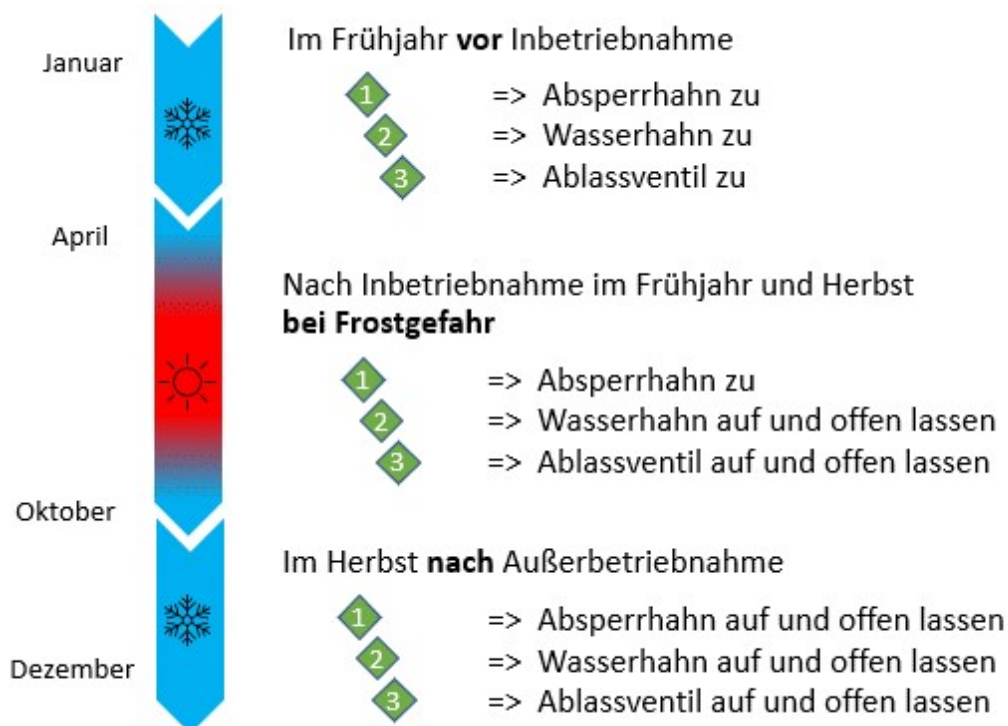 Januar
Im Frühjahr vor Inbetriebnahme
1 => Absperrhahn zu
2 => Wasserhahn zu
3 => Ablassventil zu
April
Nach Inbetriebnahme im Frühjahr und Herbst
bei Frostgefahr
1 => Absperrhahn zu
2 => Wasserhahn auf und offen lassen
3 => Ablassventil auf und offen lassen
Oktober
Im Herbst nach Außerbetriebnahme
1 => Absperrhahn auf und offen lassen
2 => Wasserhahn auf und offen lassen
Dezember
3 => Ablassventil auf und offen lassen